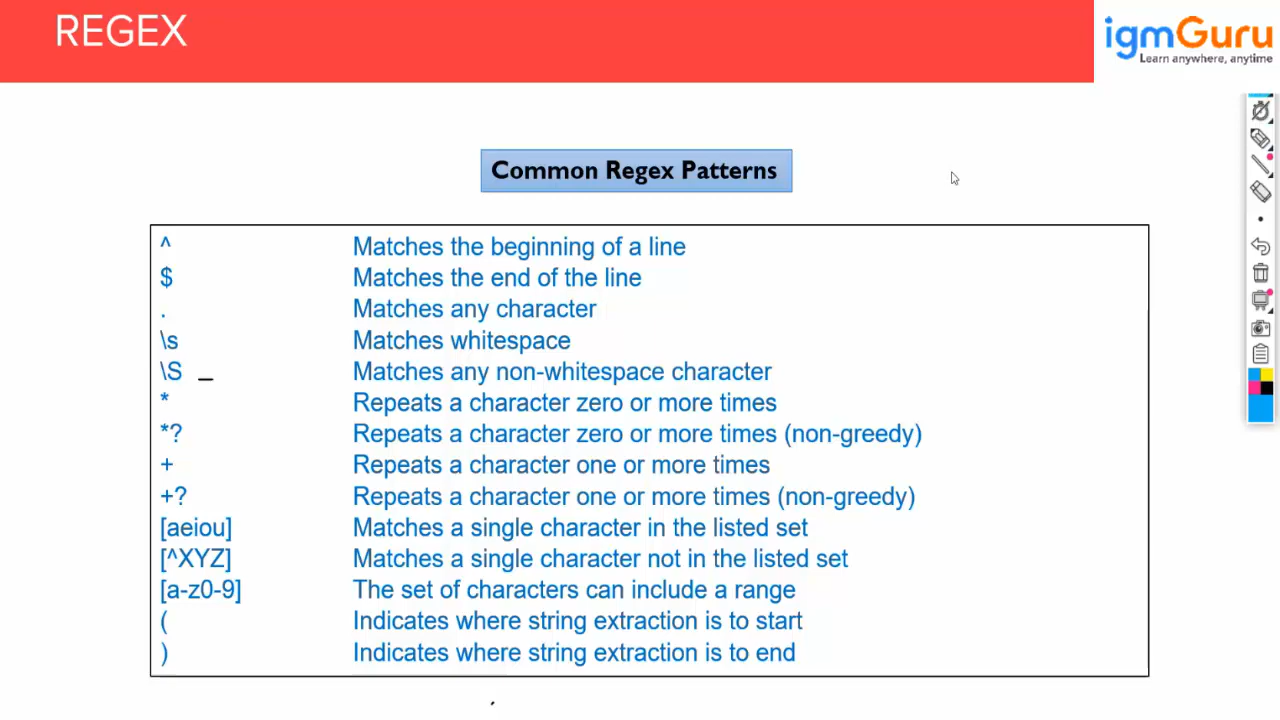 REGEX
igmGuru
Learn anywhere, anytime
Common Regex Patterns
^ Matches the beginning of a line
$ Matches the end of the line
. Matches any character
\s Matches whitespace
\S Matches any non-whitespace character
* Repeats a character zero or more times
*? Repeats a character zero or more times (non-greedy)
+ Repeats a character one or more times
+? Repeats a character one or more times (non-greedy)
[aeiou] Matches a single character in the listed set
[^XYZ] Matches a single character not in the listed set
[a-z0-9] The set of characters can include a range
( Indicates where string extraction is to start
) Indicates where string extraction is to end